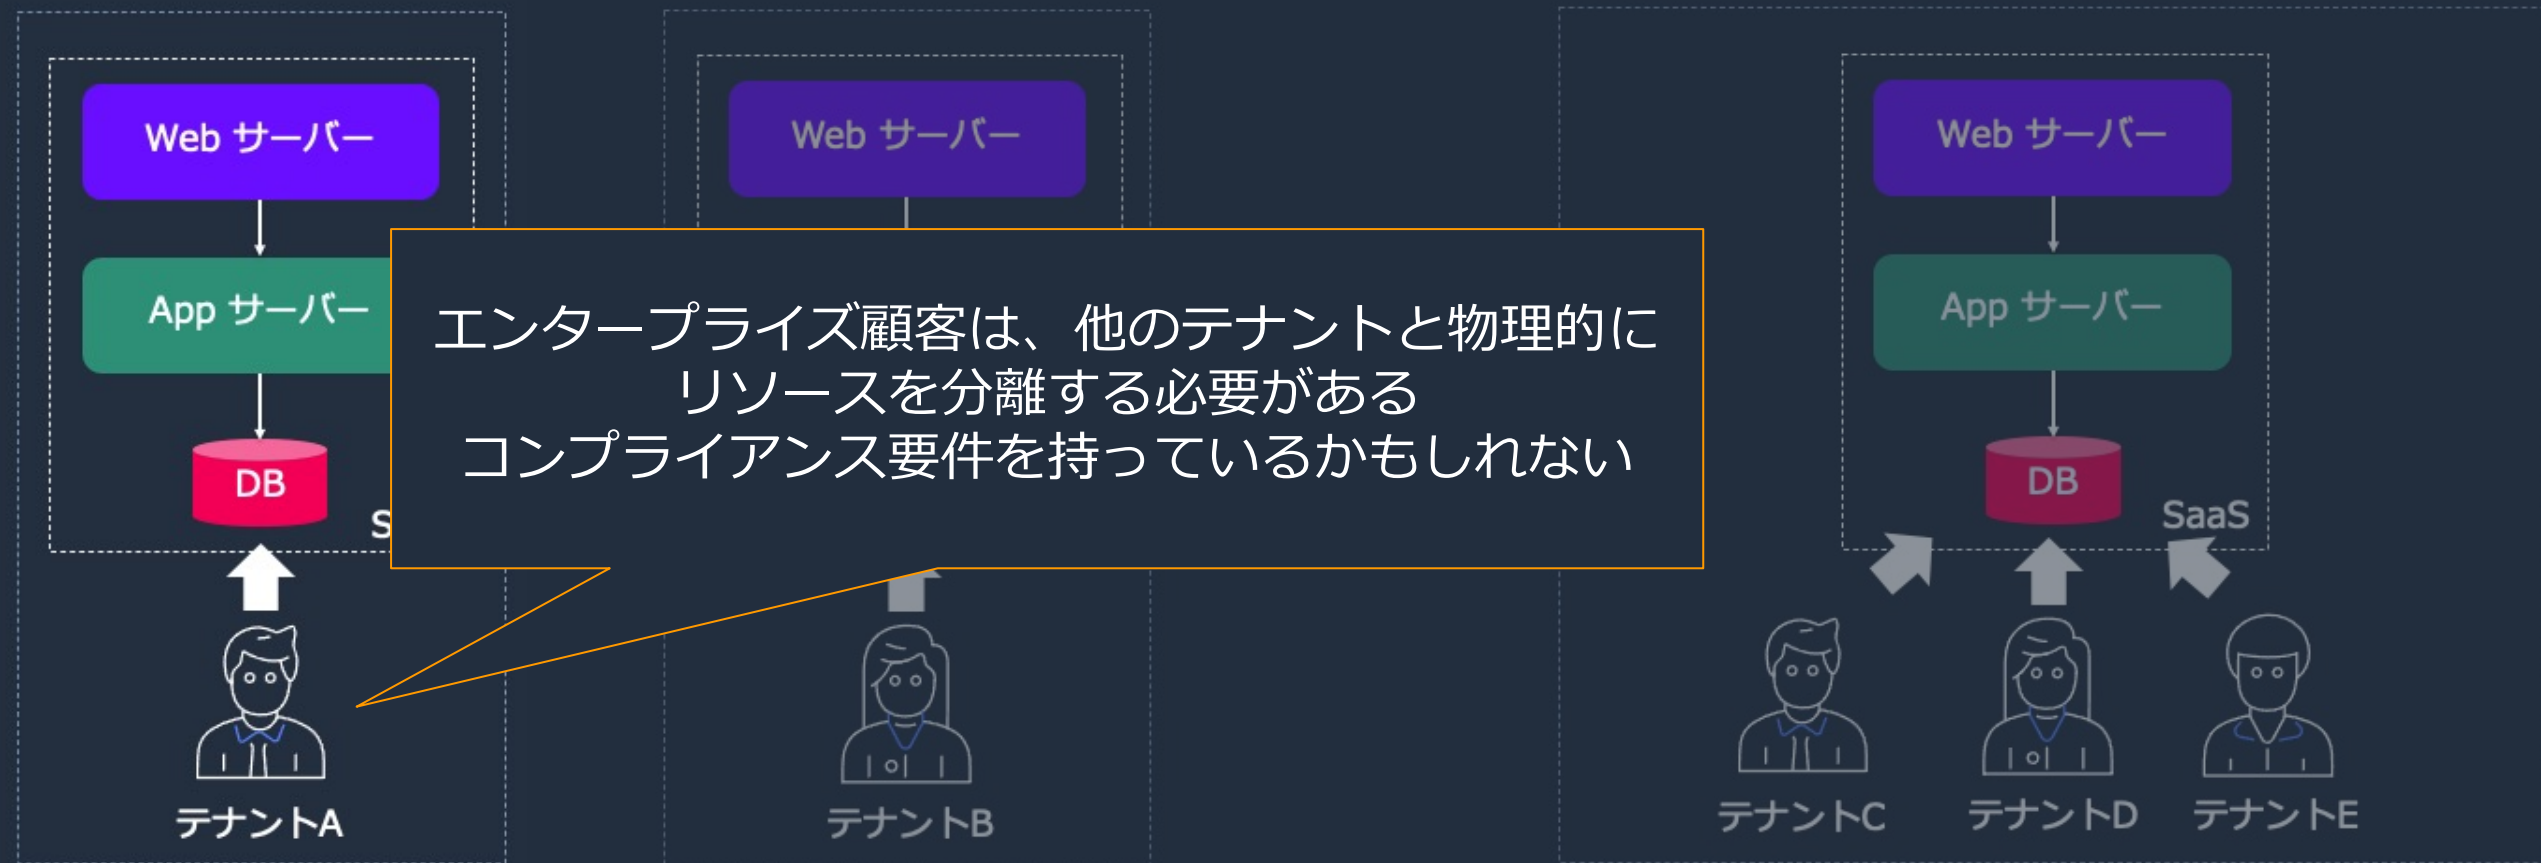 Web サーバー
App サーバー
DB
S
テナントA
Web サーバー
テナントB
エンタープライズ顧客は、他のテナントと物理的に
リソースを分離する必要がある
コンプライアンス要件を持っているかもしれない
Web サーバー
App サーバー
DB
SaaS
テナントC
テナントD
テナントE